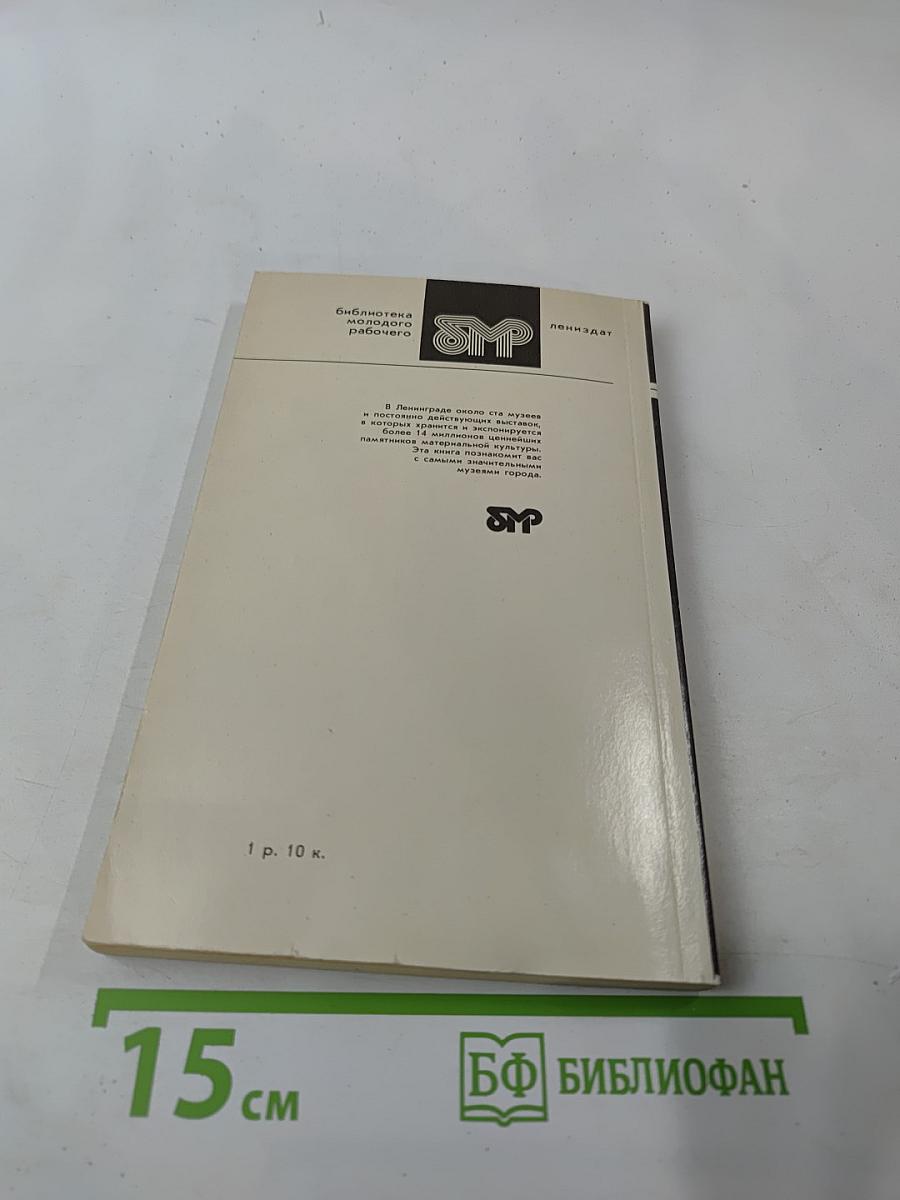 библиотека
молодого
рабочего
бмр
лениздат
В Ленинграде около ста музеев
и постоянно действующих выставок,
в которых хранится и экспонируется
более 14 миллионов ценнейших
памятников материальной культуры.
Эта книга познакомит вас
с самыми значительными
музеями города.
бмр
1 р. 10 к.
15 см
БФ БИБЛИОФАН